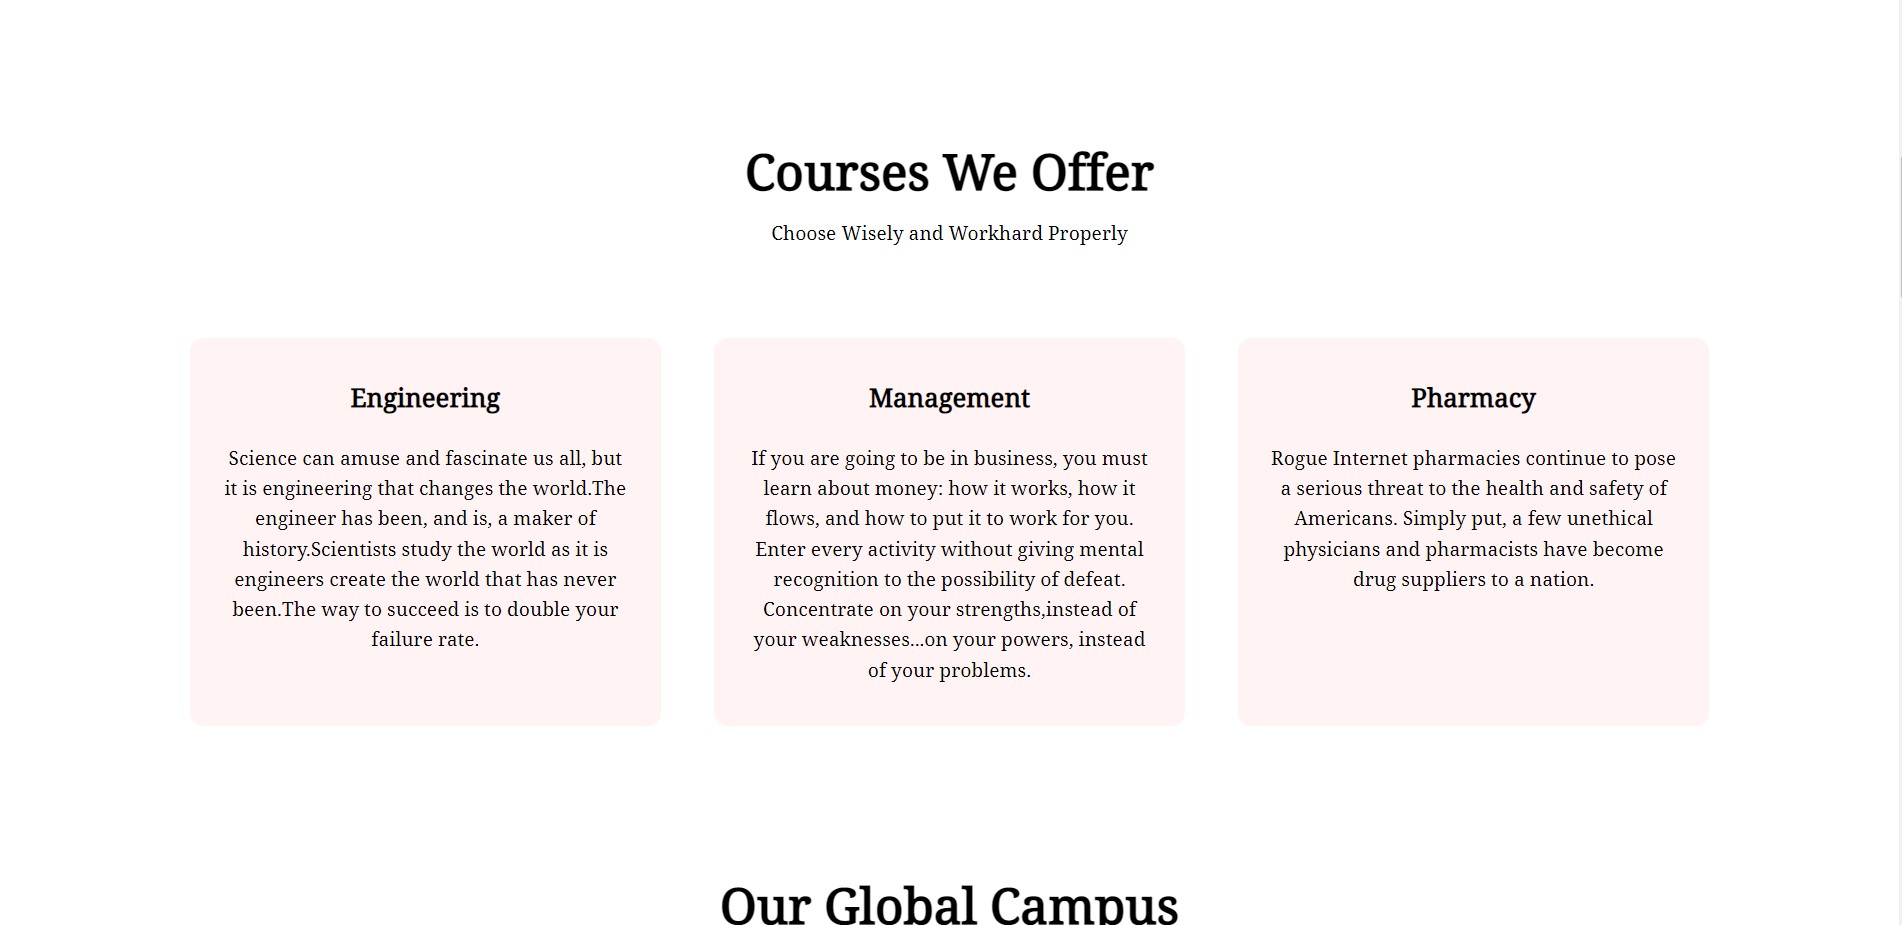 Courses We Offer
Choose Wisely and Workhard Properly
Engineering
Science can amuse and fascinate us all, but
it is engineering that changes the world.The
engineer has been, and is, a maker of
history.Scientists study the world as it is
engineers create the world that has never
been.The way to succeed is to double your
failure rate.
Management
If you are going to be in business, you must
learn about money: how it works, how it
flows, and how to put it to work for you.
Enter every activity without giving mental
recognition to the possibility of defeat.
Concentrate on your strengths,instead of
your weaknesses...on your powers, instead
of your problems.
Pharmacy
Rogue Internet pharmacies continue to pose
a serious threat to the health and safety of
Americans. Simply put, a few unethical
physicians and pharmacists have become
drug suppliers to a nation.
Our Global Campus